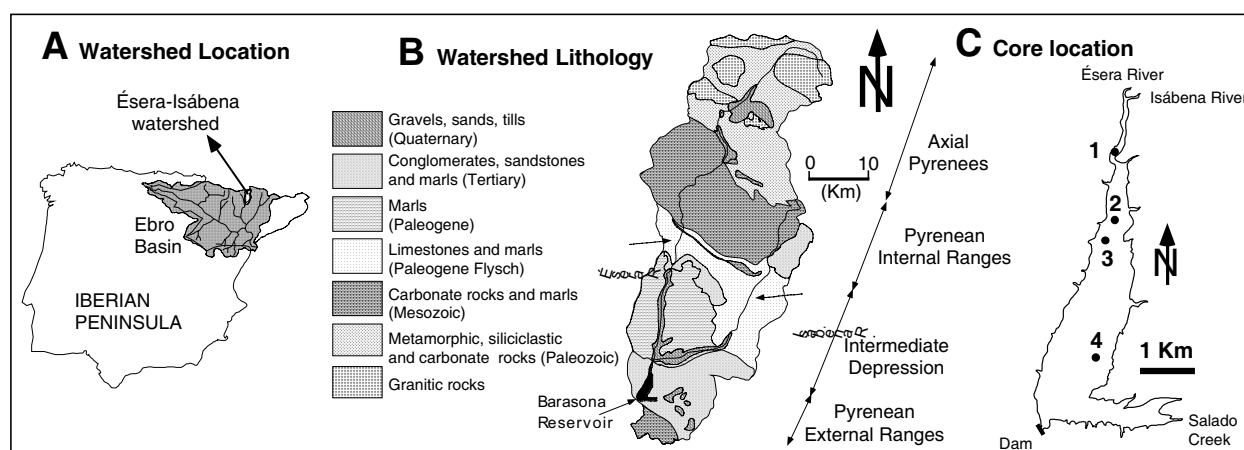 A Watershed Location
Ésera-Isábena
watershed
Ebro
Basin
IBERIAN
PENINSULA
B Watershed Lithology
Gravels, sands, tills
(Quaternary)
Conglomerates, sandstones
and marls (Tertiary)
Marls
(Paleogene)
Limestones and marls
(Paleogene Flysch)
Carbonate rocks and marls
(Mesozoic)
Metamorphic, siliciclastic
and carbonate rocks (Paleozoic)
Granitic rocks
N
0 10
(Km)
Axial
Pyrenees
Pyrenean
Internal Ranges
Intermediate
Depression
Pyrenean
External Ranges
Barasona
Reservoir
C Core location
Ésera River
Isábena River
1
2
3
N
4
1 Km
Salado
Creek
Dam